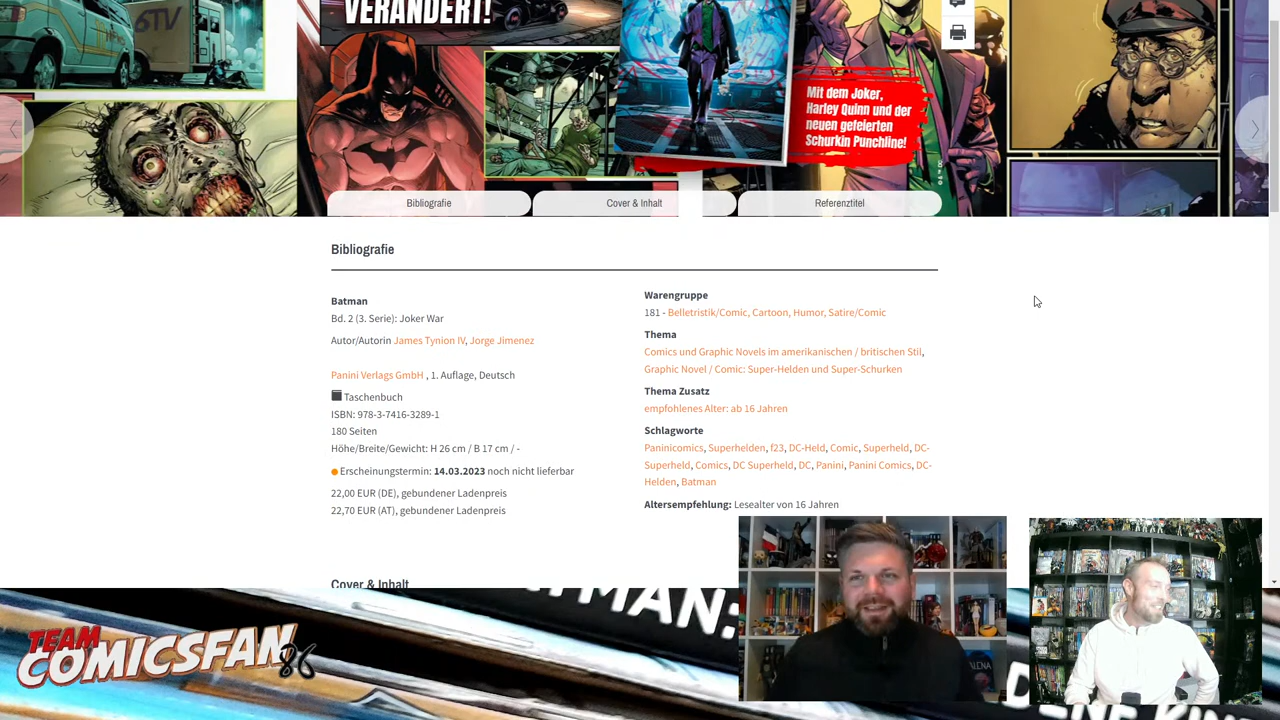 VERÄNDERT!
6TV
Mit dem Joker,
Harley Quinn und der
neuen gefeierten
Schurkin Punchline!
Bibliografie
Cover & Inhalt
Referenztitel
Bibliografie
Batman
Bd. 2 (3. Serie): Joker War
Autor/Autorin James Tynion IV, Jorge Jimenez
Panini Verlags GmbH , 1. Auflage, Deutsch
Taschenbuch
ISBN: 978-3-7416-3289-1
180 Seiten
Höhe/Breite/Gewicht: H 26 cm / B 17 cm / -
Erscheinungstermin: 14.03.2023 noch nicht lieferbar
22,00 EUR (DE), gebundener Ladenpreis
22,70 EUR (AT), gebundener Ladenpreis
Warengruppe
181 - Belletristik/Comic, Cartoon, Humor, Satire/Comic
Thema
Comics und Graphic Novels im amerikanischen / britischen Stil,
Graphic Novel / Comic: Super-Helden und Super-Schurken
Thema Zusatz
empfohlenes Alter: ab 16 Jahren
Schlagworte
Paninicomics, Superhelden, f23, DC-Held, Comic, Superheld, DC-
Superheld, Comics, DC Superheld, DC, Panini, Panini Comics, DC-
Helden, Batman
Altersempfehlung: Lesealter von 16 Jahren
Cover & Inhalt
TEAM
COMICSFAN
86